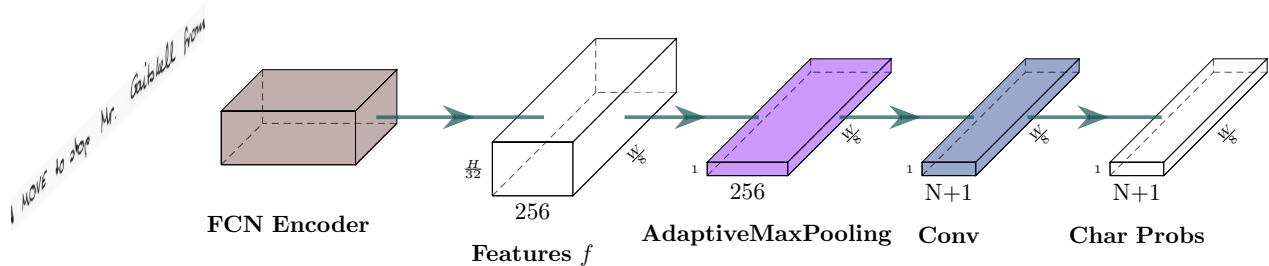 MOVE to stop Mr. Gaitskell from
FCN Encoder
H/32
256
W/8
Features f
1
256
W/8
AdaptiveMaxPooling
1
N+1
W/8
Conv
1
N+1
W/8
Char Probs